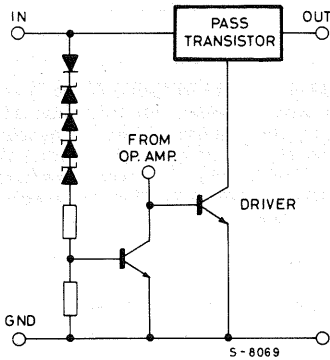 IN
PASS
TRANSISTOR
OUT
FROM
OP. AMP.
DRIVER
GND
S-8069